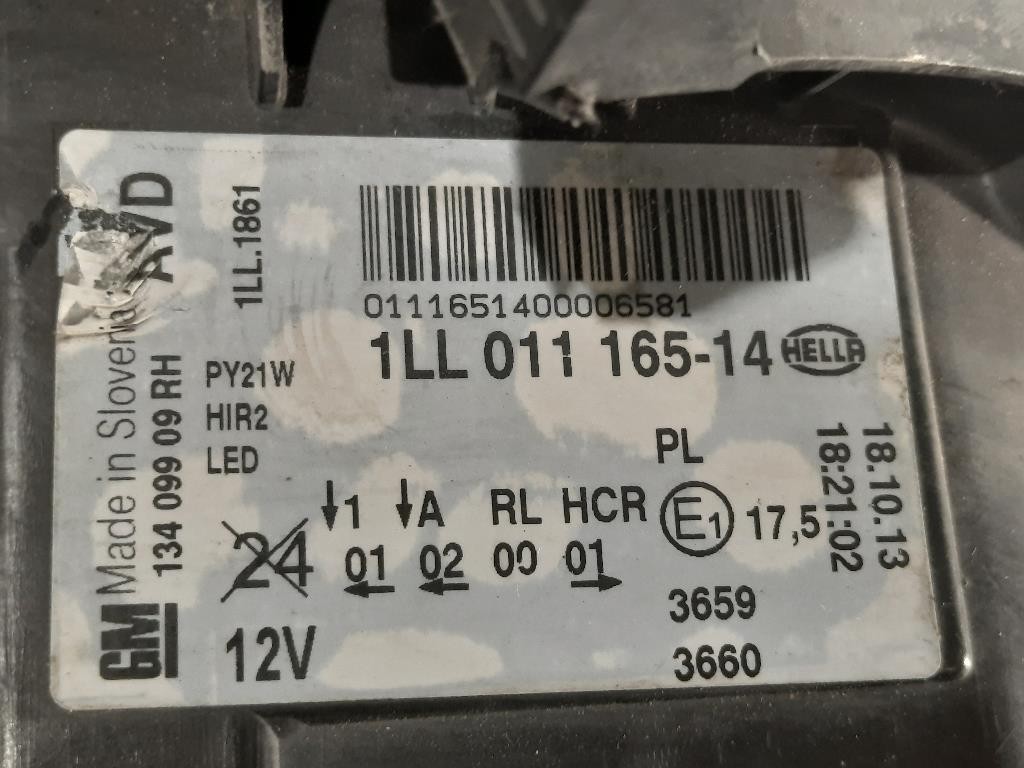 AVD
Made in Slovenia
134 099 09 RH
GM
1LL.1861
01116514000006581
1LL 011 165-14 HELLA
PY21W
HIR2
LED
PL
18.10.13
18:21:02
↓1 ↓A RL HCR E1 17,5
24 01 02 00 01
12V
3659
3660